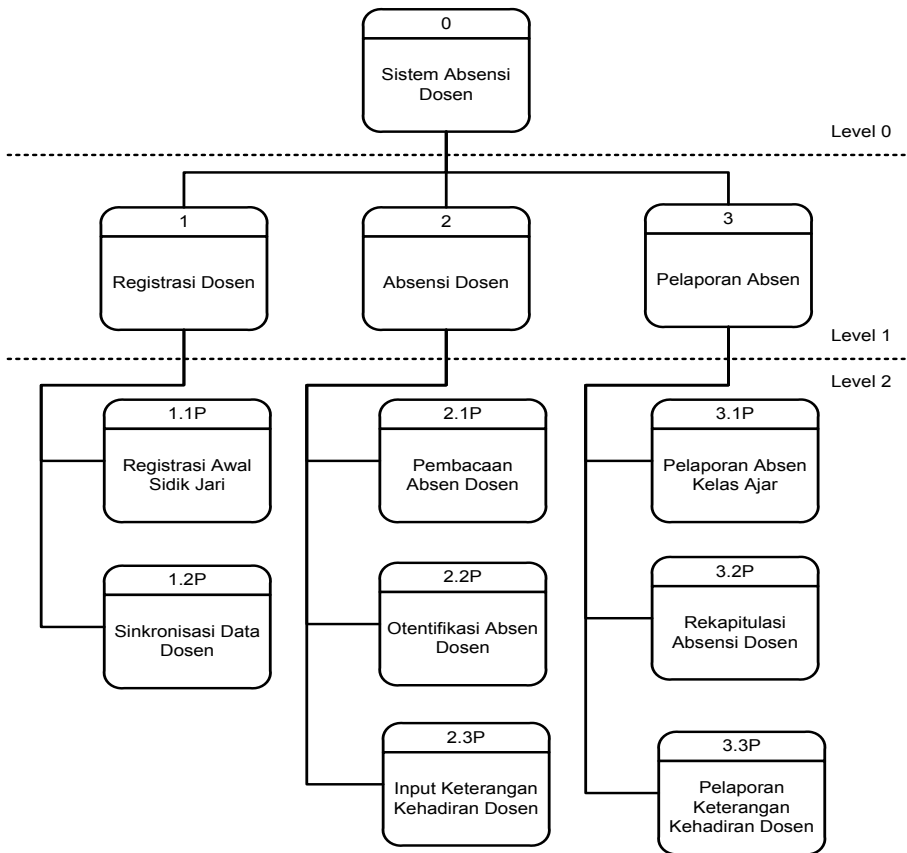 0
Sistem Absensi
Dosen
Level 0
1
Registrasi Dosen
2
Absensi Dosen
3
Pelaporan Absen
Level 1
Level 2
1.1P
Registrasi Awal
Sidik Jari
2.1P
Pembacaan
Absen Dosen
3.1P
Pelaporan Absen
Kelas Ajar
1.2P
Sinkronisasi Data
Dosen
2.2P
Otentifikasi Absen
Dosen
3.2P
Rekapitulasi
Absensi Dosen
2.3P
Input Keterangan
Kehadiran Dosen
3.3P
Pelaporan
Keterangan
Kehadiran Dosen